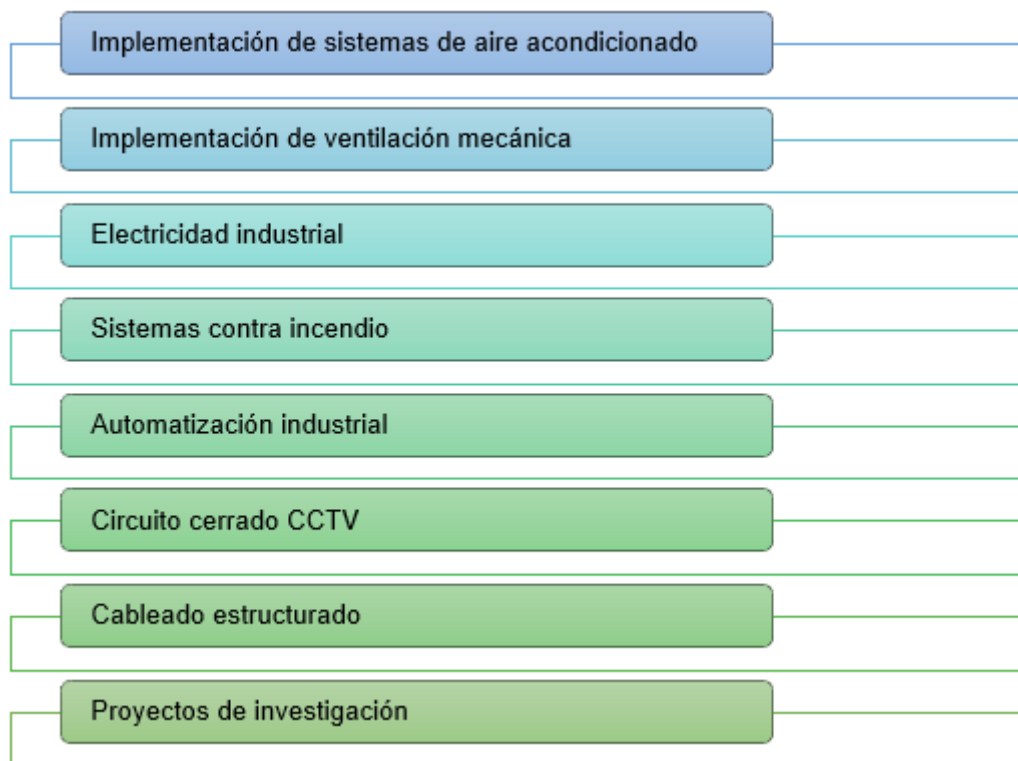 Implementación de sistemas de aire acondicionado
Implementación de ventilación mecánica
Electricidad industrial
Sistemas contra incendio
Automatización industrial
Circuito cerrado CCTV
Cableado estructurado
Proyectos de investigación